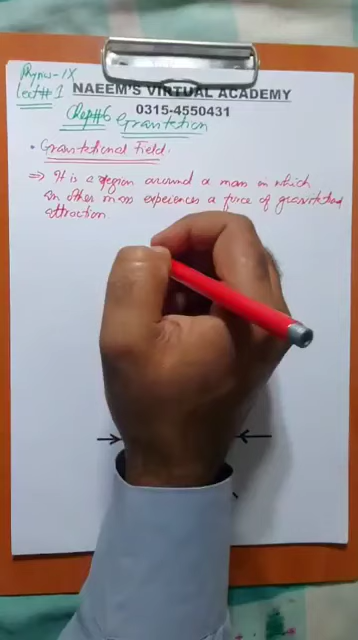 Physics-IX
Lect# 1
NAEEM'S VIRTUAL ACADEMY
0315-4550431
Chap#6 Gravitation
• Gravitational Field.
⇒ It is a region around a mass in which
an other mass experiences a force of gravitational
attraction